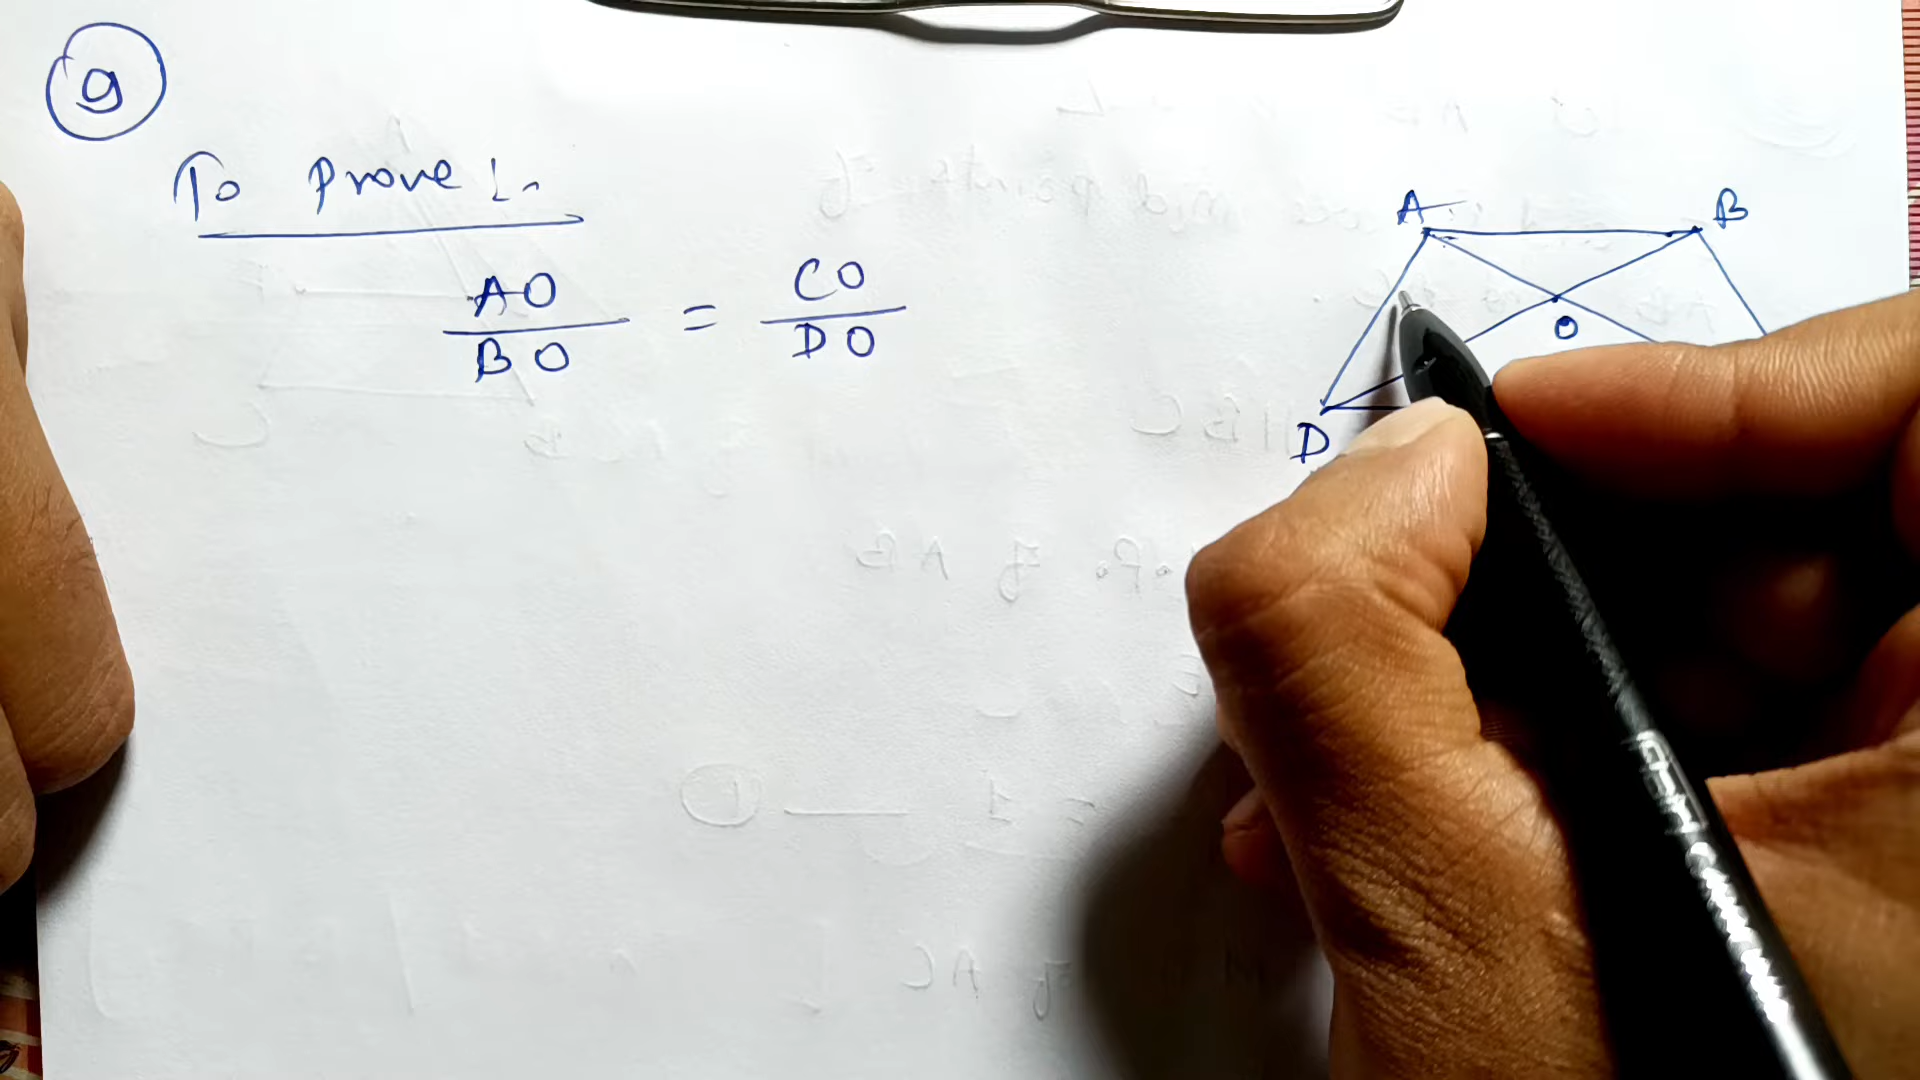 9
To prove :-
AO/BO = CO/DO
A B
O
D